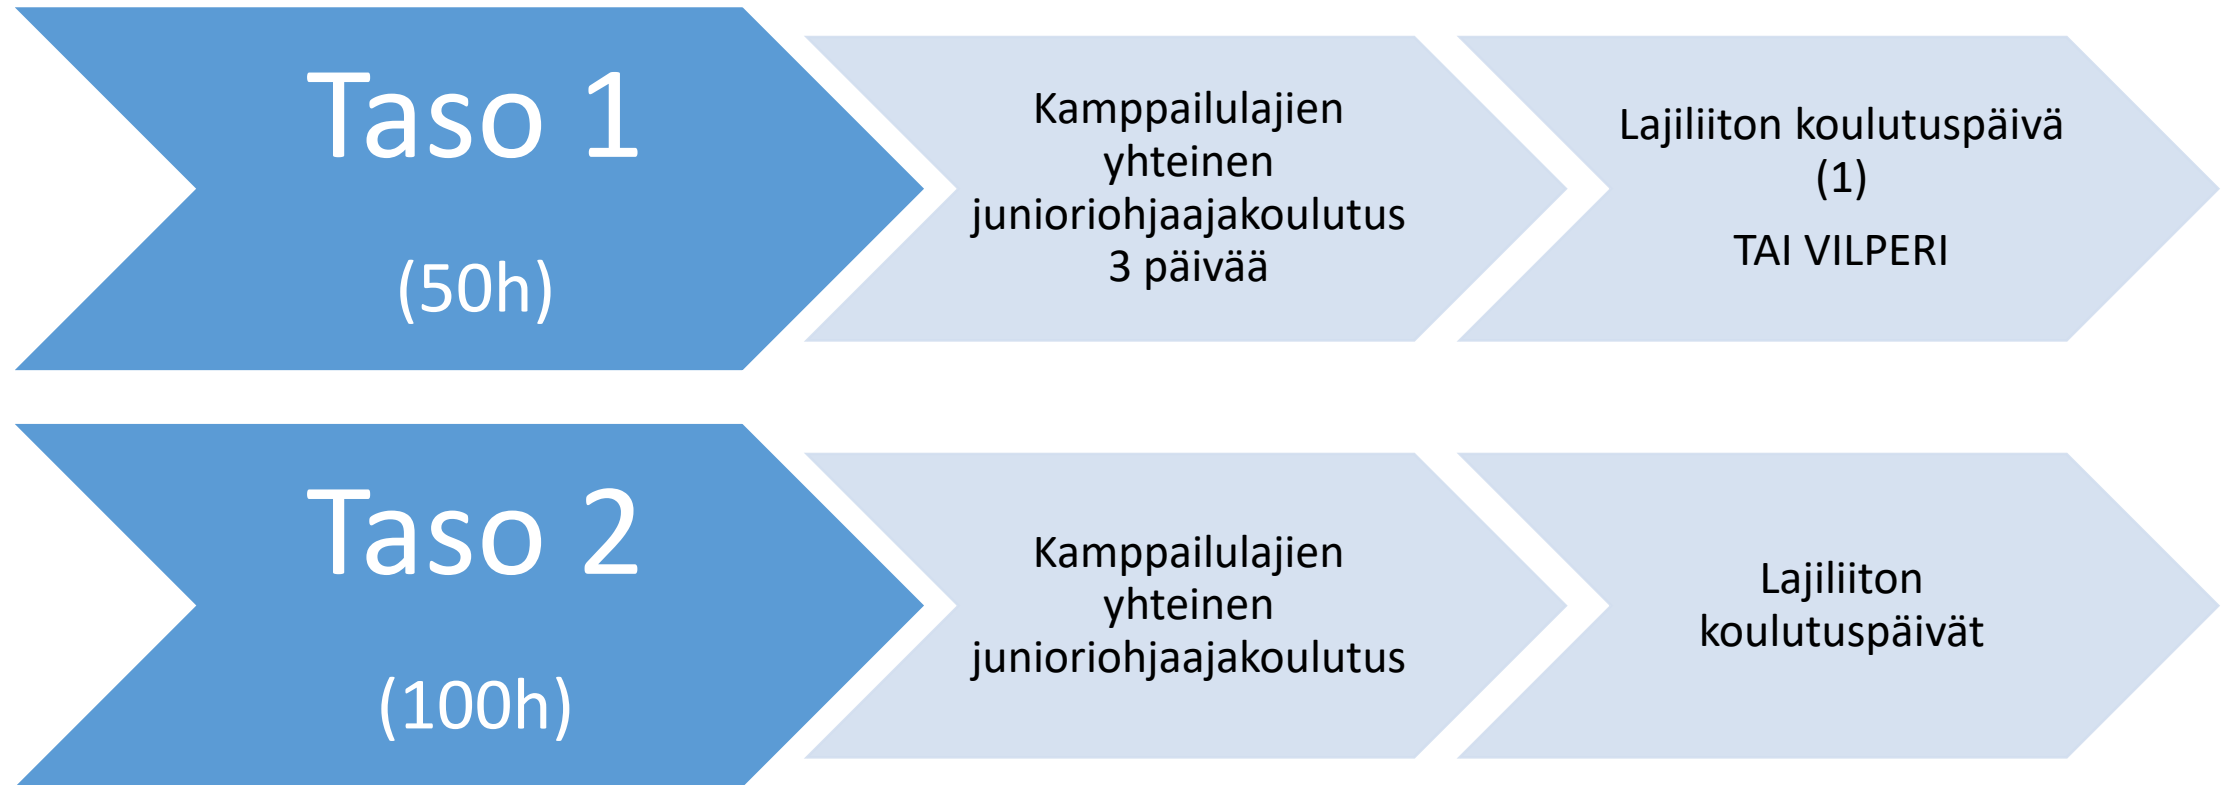 Taso 1
(50h)
Kamppailulajien
yhteinen
junioriohjaajakoulutus
3 päivää
Lajiliiton koulutuspäivä
(1)
TAI VILPERI
Taso 2
(100h)
Kamppailulajien
yhteinen
junioriohjaajakoulutus
Lajiliiton
koulutuspäivät